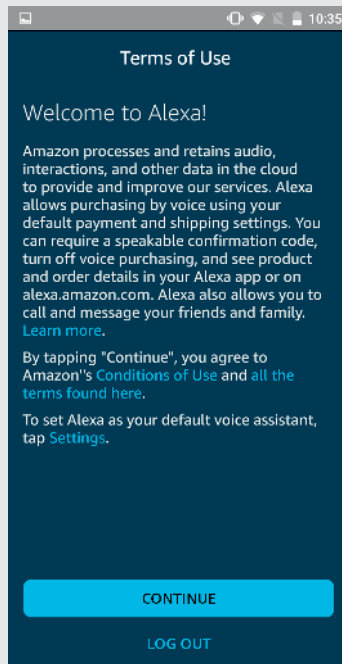 10:35
Terms of Use
Welcome to Alexa!
Amazon processes and retains audio,
interactions, and other data in the cloud
to provide and improve our services. Alexa
allows purchasing by voice using your
default payment and shipping settings. You
can require a speakable confirmation code,
turn off voice purchasing, and see product
and order details in your Alexa app or on
alexa.amazon.com. Alexa also allows you to
call and message your friends and family.
Learn more.
By tapping "Continue", you agree to
Amazon"s Conditions of Use and all the
terms found here.
To set Alexa as your default voice assistant,
tap Settings.
CONTINUE
LOG OUT